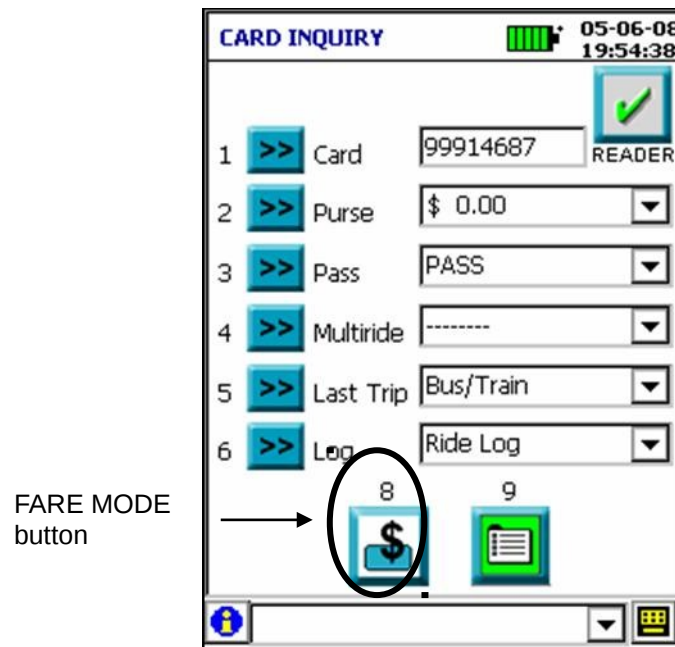 CARD INQUIRY
05-06-08
19:54:38
READER
1 >> Card 99914687
2 >> Purse $ 0.00
3 >> Pass PASS
4 >> Multiride --------
5 >> Last Trip Bus/Train
6 >> Log Ride Log
8 9
FARE MODE
button
$